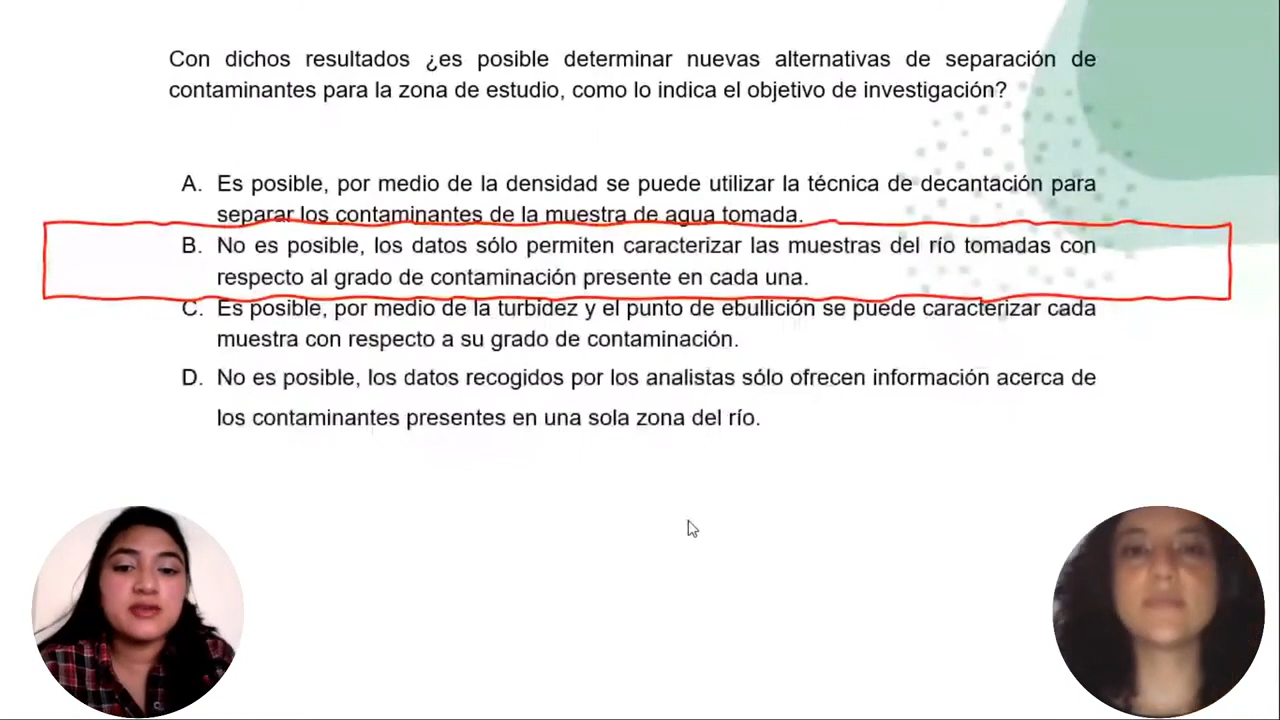 Con dichos resultados ¿es posible determinar nuevas alternativas de separación de
contaminantes para la zona de estudio, como lo indica el objetivo de investigación?
A. Es posible, por medio de la densidad se puede utilizar la técnica de decantación para
separar los contaminantes de la muestra de agua tomada.
B. No es posible, los datos sólo permiten caracterizar las muestras del río tomadas con
respecto al grado de contaminación presente en cada una.
C. Es posible, por medio de la turbidez y el punto de ebullición se puede caracterizar cada
muestra con respecto a su grado de contaminación.
D. No es posible, los datos recogidos por los analistas sólo ofrecen información acerca de
los contaminantes presentes en una sola zona del río.